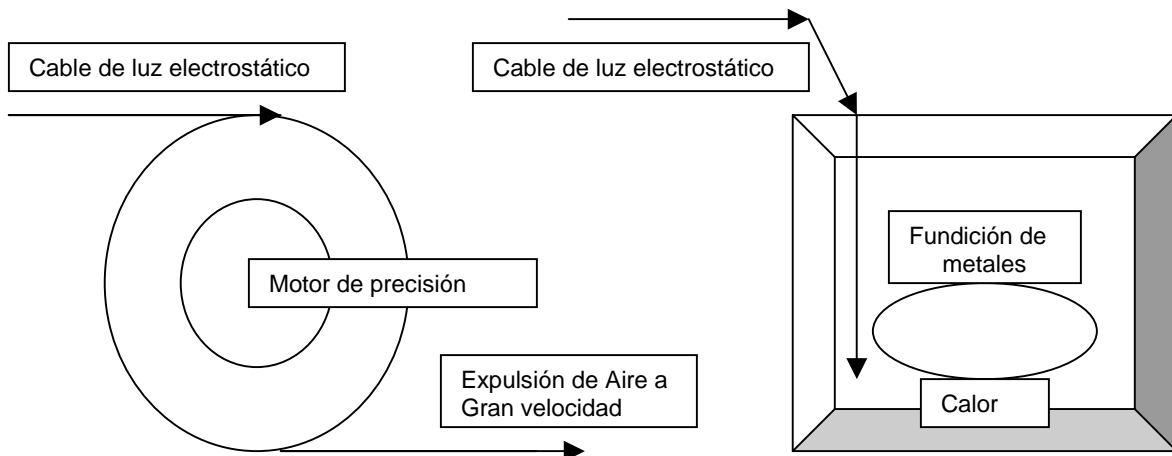 Cable de luz electrostático
Cable de luz electrostático
Fundición de
metales
Motor de precisión
Expulsión de Aire a
Gran velocidad
Calor